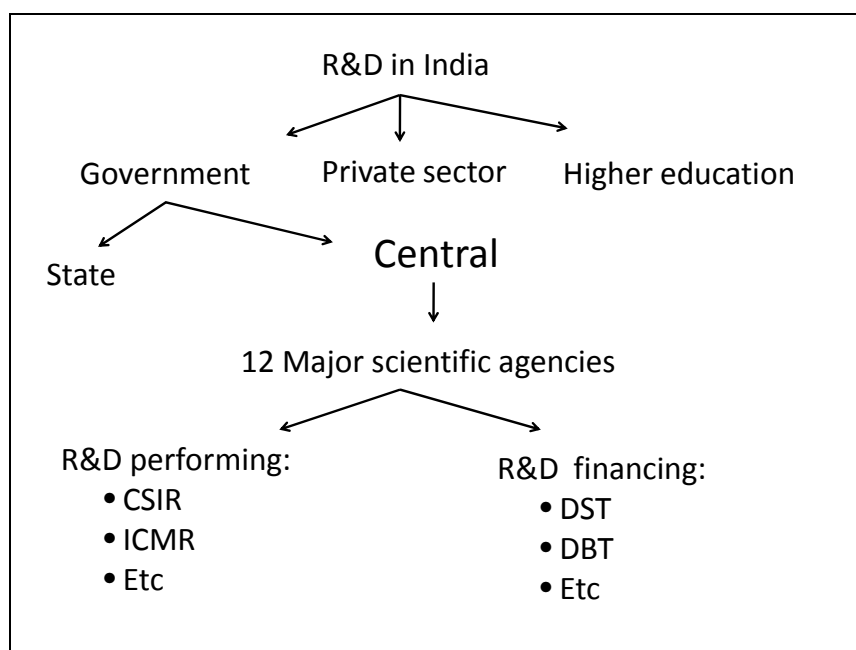 R&D in India
Government
Private sector
Higher education
State
Central
12 Major scientific agencies
R&D performing:
• CSIR
• ICMR
• Etc
R&D financing:
• DST
• DBT
• Etc